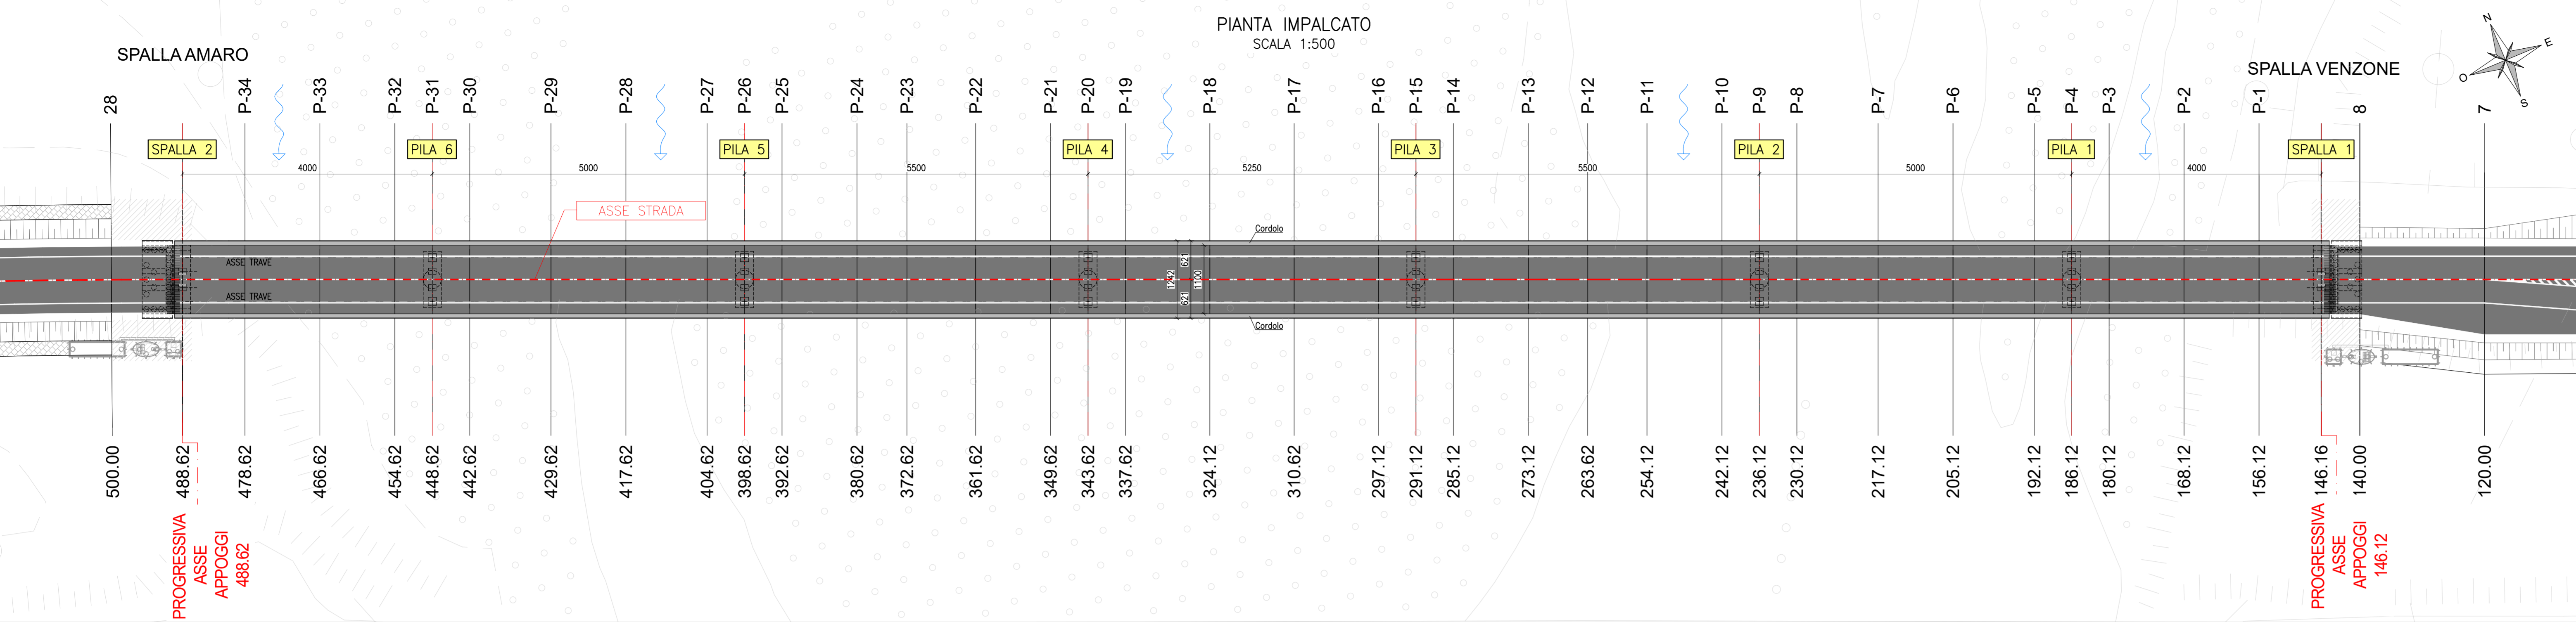 PIANTA IMPALCATO
SCALA 1:500
SPALLA AMARO
SPALLA VENZONE
N
E
O
S
28
P-34
P-33
P-32
P-31
P-30
P-29
P-28
P-27
P-26
P-25
P-24
P-23
P-22
P-21
P-20
P-19
P-18
P-17
P-16
P-15
P-14
P-13
P-12
P-11
P-10
P-9
P-8
P-7
P-6
P-5
P-4
P-3
P-2
P-1
8
7
SPALLA 2
PILA 6
PILA 5
PILA 4
PILA 3
PILA 2
PILA 1
SPALLA 1
4000
5000
5500
5250
5500
5000
4000
ASSE STRADA
Cordolo
ASSE TRAVE
ASSE TRAVE
1242
621
621
1100
Cordolo
500.00
488.62
478.62
466.62
454.62
448.62
442.62
429.62
417.62
404.62
398.62
392.62
380.62
372.62
361.62
349.62
343.62
337.62
324.12
310.62
297.12
291.12
285.12
273.12
263.62
254.12
242.12
236.12
230.12
217.12
205.12
192.12
186.12
180.12
168.12
156.12
146.16
140.00
120.00
PROGRESSIVA
ASSE
APPOGGI
488.62
PROGRESSIVA
ASSE
APPOGGI
146.12